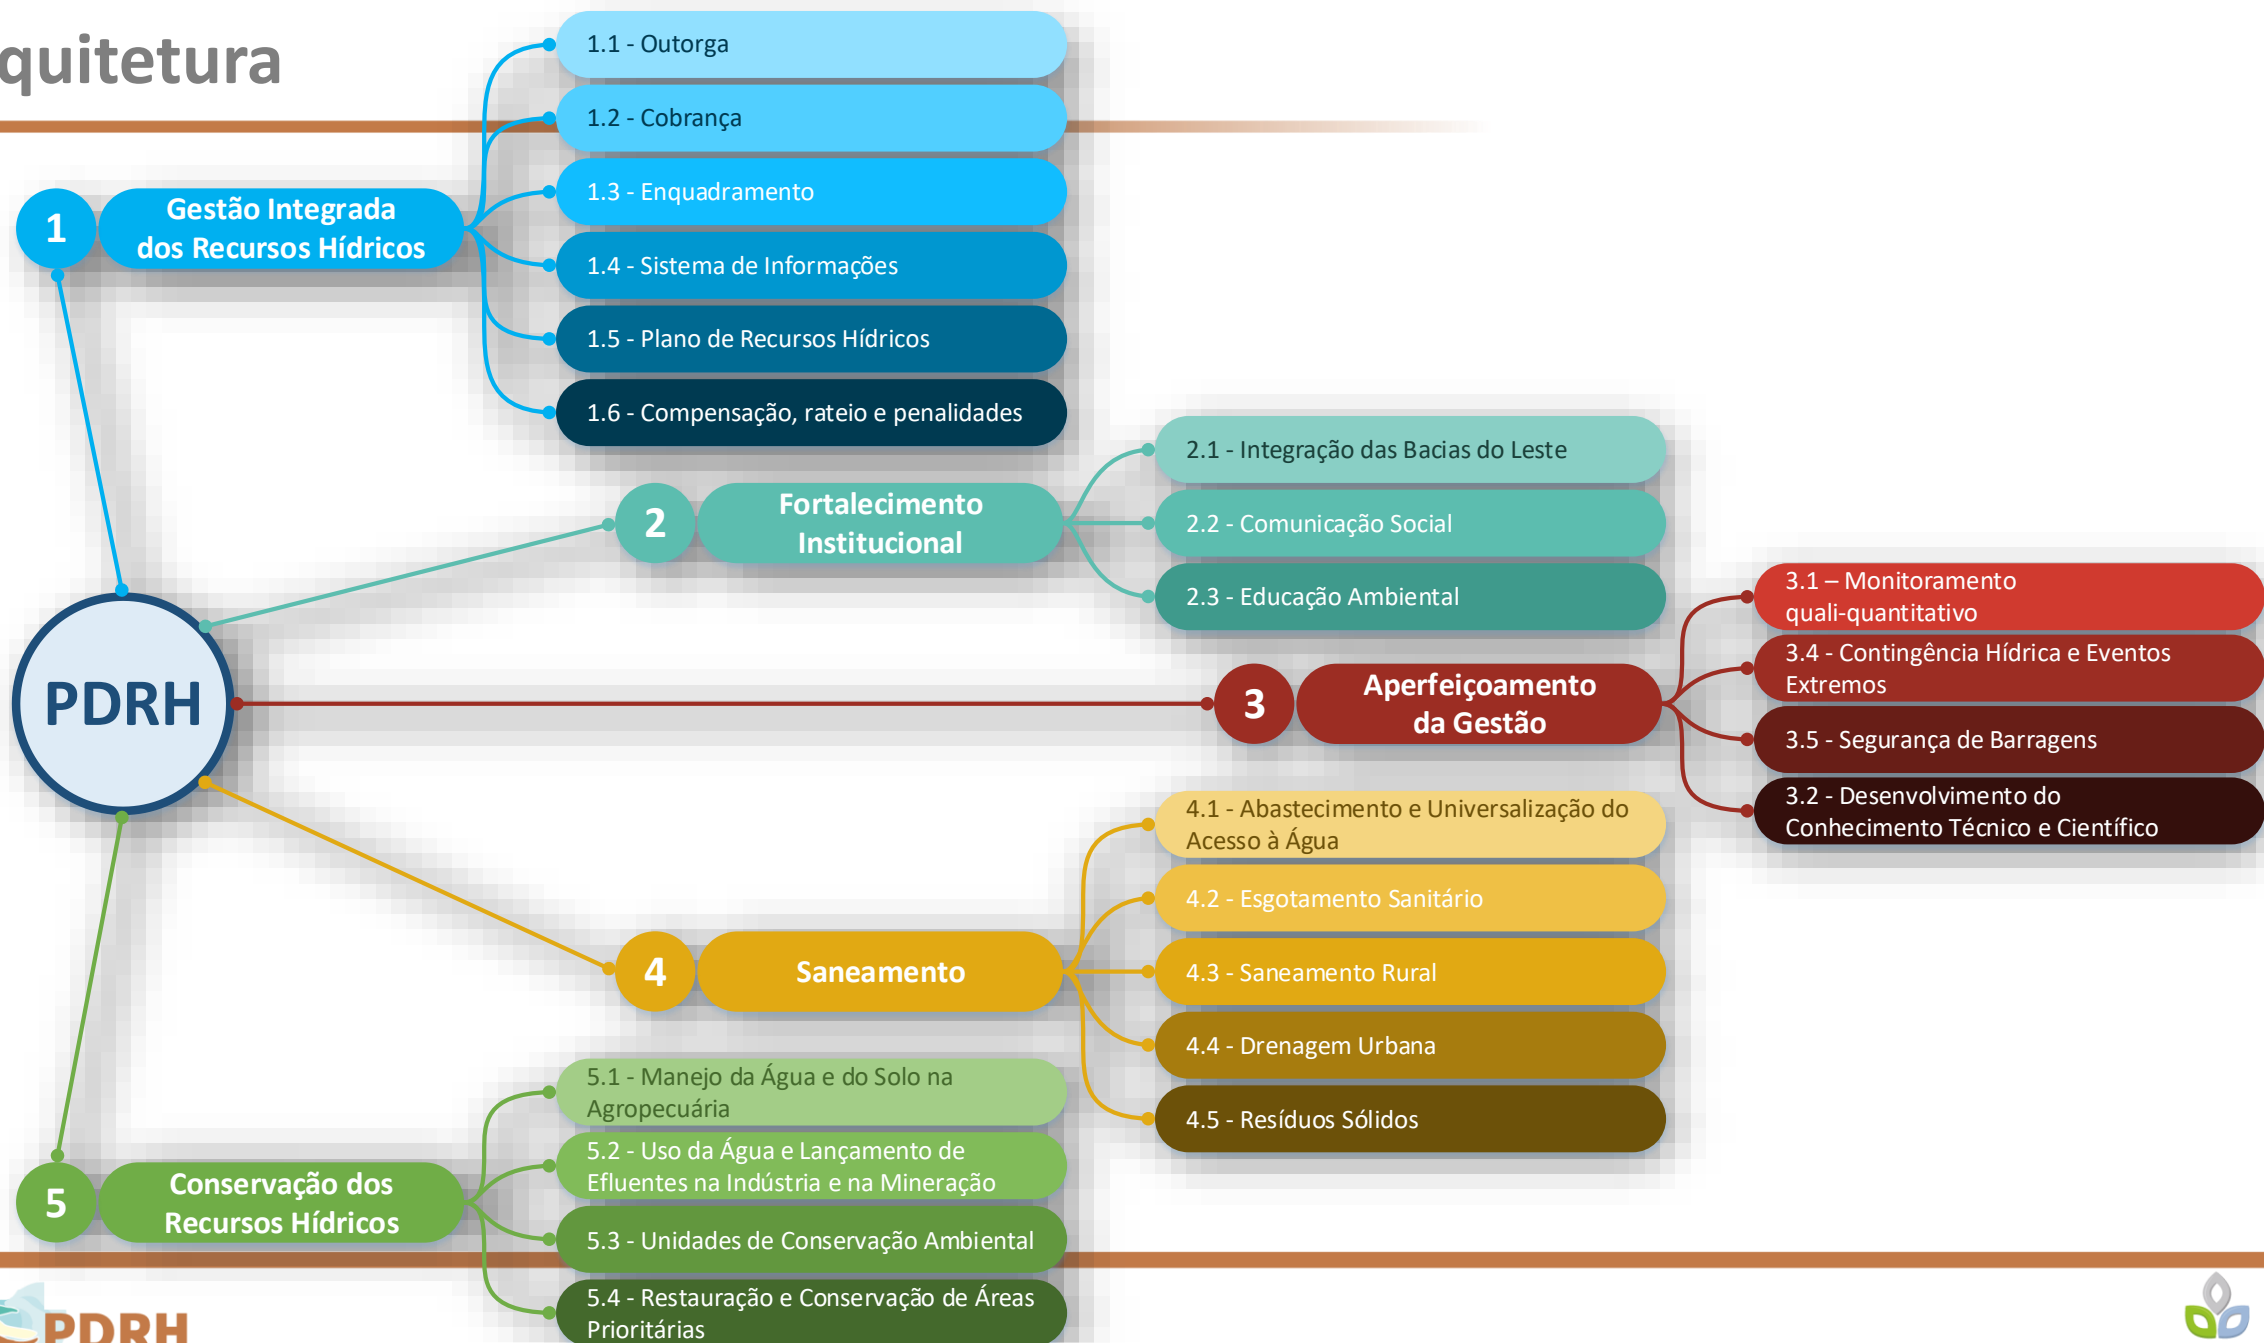 quitetura
1.1 - Outorga
1.2 - Cobrança
1.3 - Enquadramento
1.4 - Sistema de Informações
1.5 - Plano de Recursos Hídricos
1.6 - Compensação, rateio e penalidades
1
Gestão Integrada
dos Recursos Hídricos
2
Fortalecimento
Institucional
2.1 - Integração das Bacias do Leste
2.2 - Comunicação Social
2.3 - Educação Ambiental
PDRH
3
Aperfeiçoamento
da Gestão
3.1 – Monitoramento
quali-quantitativo
3.4 - Contingência Hídrica e Eventos
Extremos
3.5 - Segurança de Barragens
3.2 - Desenvolvimento do
Conhecimento Técnico e Científico
4
Saneamento
4.1 - Abastecimento e Universalização do
Acesso à Água
4.2 - Esgotamento Sanitário
4.3 - Saneamento Rural
4.4 - Drenagem Urbana
4.5 - Resíduos Sólidos
5
Conservação dos
Recursos Hídricos
5.1 - Manejo da Água e do Solo na
Agropecuária
5.2 - Uso da Água e Lançamento de
Efluentes na Indústria e na Mineração
5.3 - Unidades de Conservação Ambiental
5.4 - Restauração e Conservação de Áreas
Prioritárias
PDRH